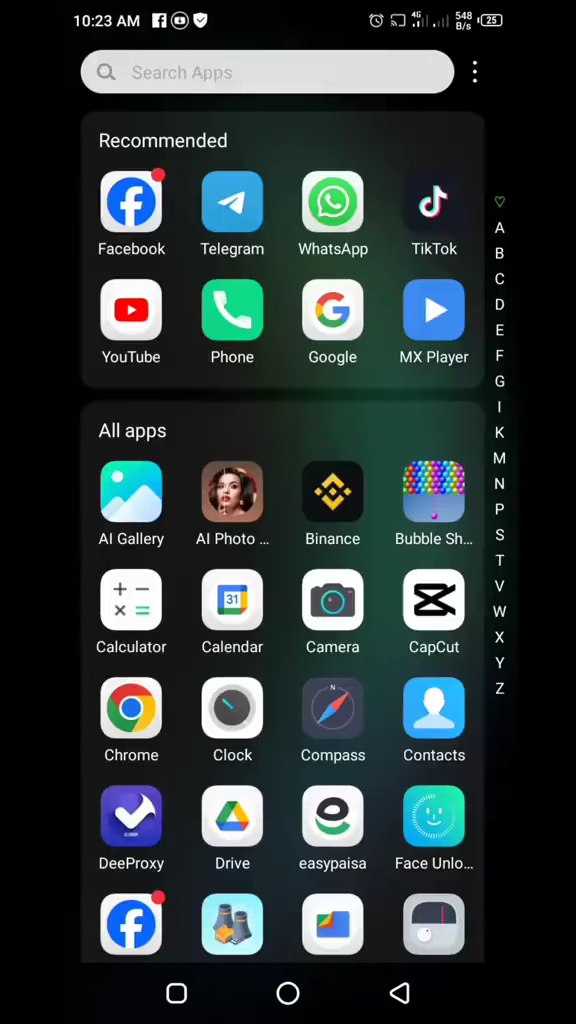 10:23 AM 4G 548 B/s 25
Search Apps
Recommended
Facebook Telegram WhatsApp TikTok
YouTube Phone Google MX Player
All apps
AI Gallery AI Photo ... Binance Bubble Sh...
Calculator Calendar Camera CapCut
31
Chrome Clock Compass Contacts
N
DeeProxy Drive easypaisa Face Unlo...
A
B
C
D
E
F
G
I
K
M
N
P
S
T
V
W
X
Y
Z